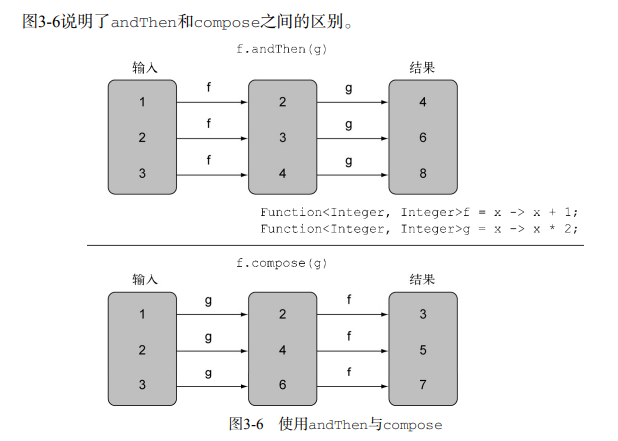 图3-6说明了andThen和compose之间的区别。
f.andThen(g)
输入 结果
f g
1 2 4
f g
2 3 6
f g
3 4 8
Function<Integer, Integer>f = x -> x + 1;
Function<Integer, Integer>g = x -> x * 2;
f.compose(g)
输入 结果
g f
1 2 3
g f
2 4 5
g f
3 6 7
图3-6 使用andThen与compose